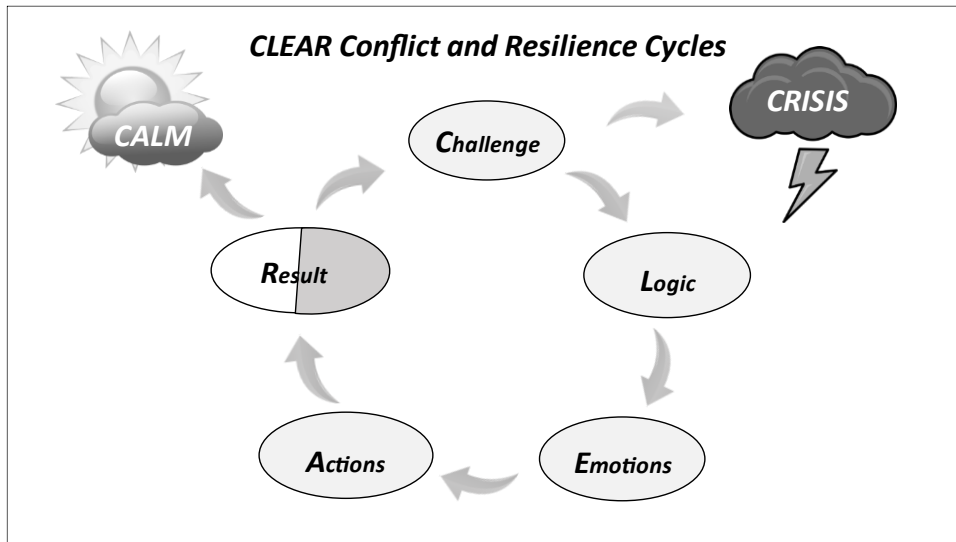 CLEAR Conflict and Resilience Cycles
CALM
CRISIS
Challenge
Result
Logic
Actions
Emotions